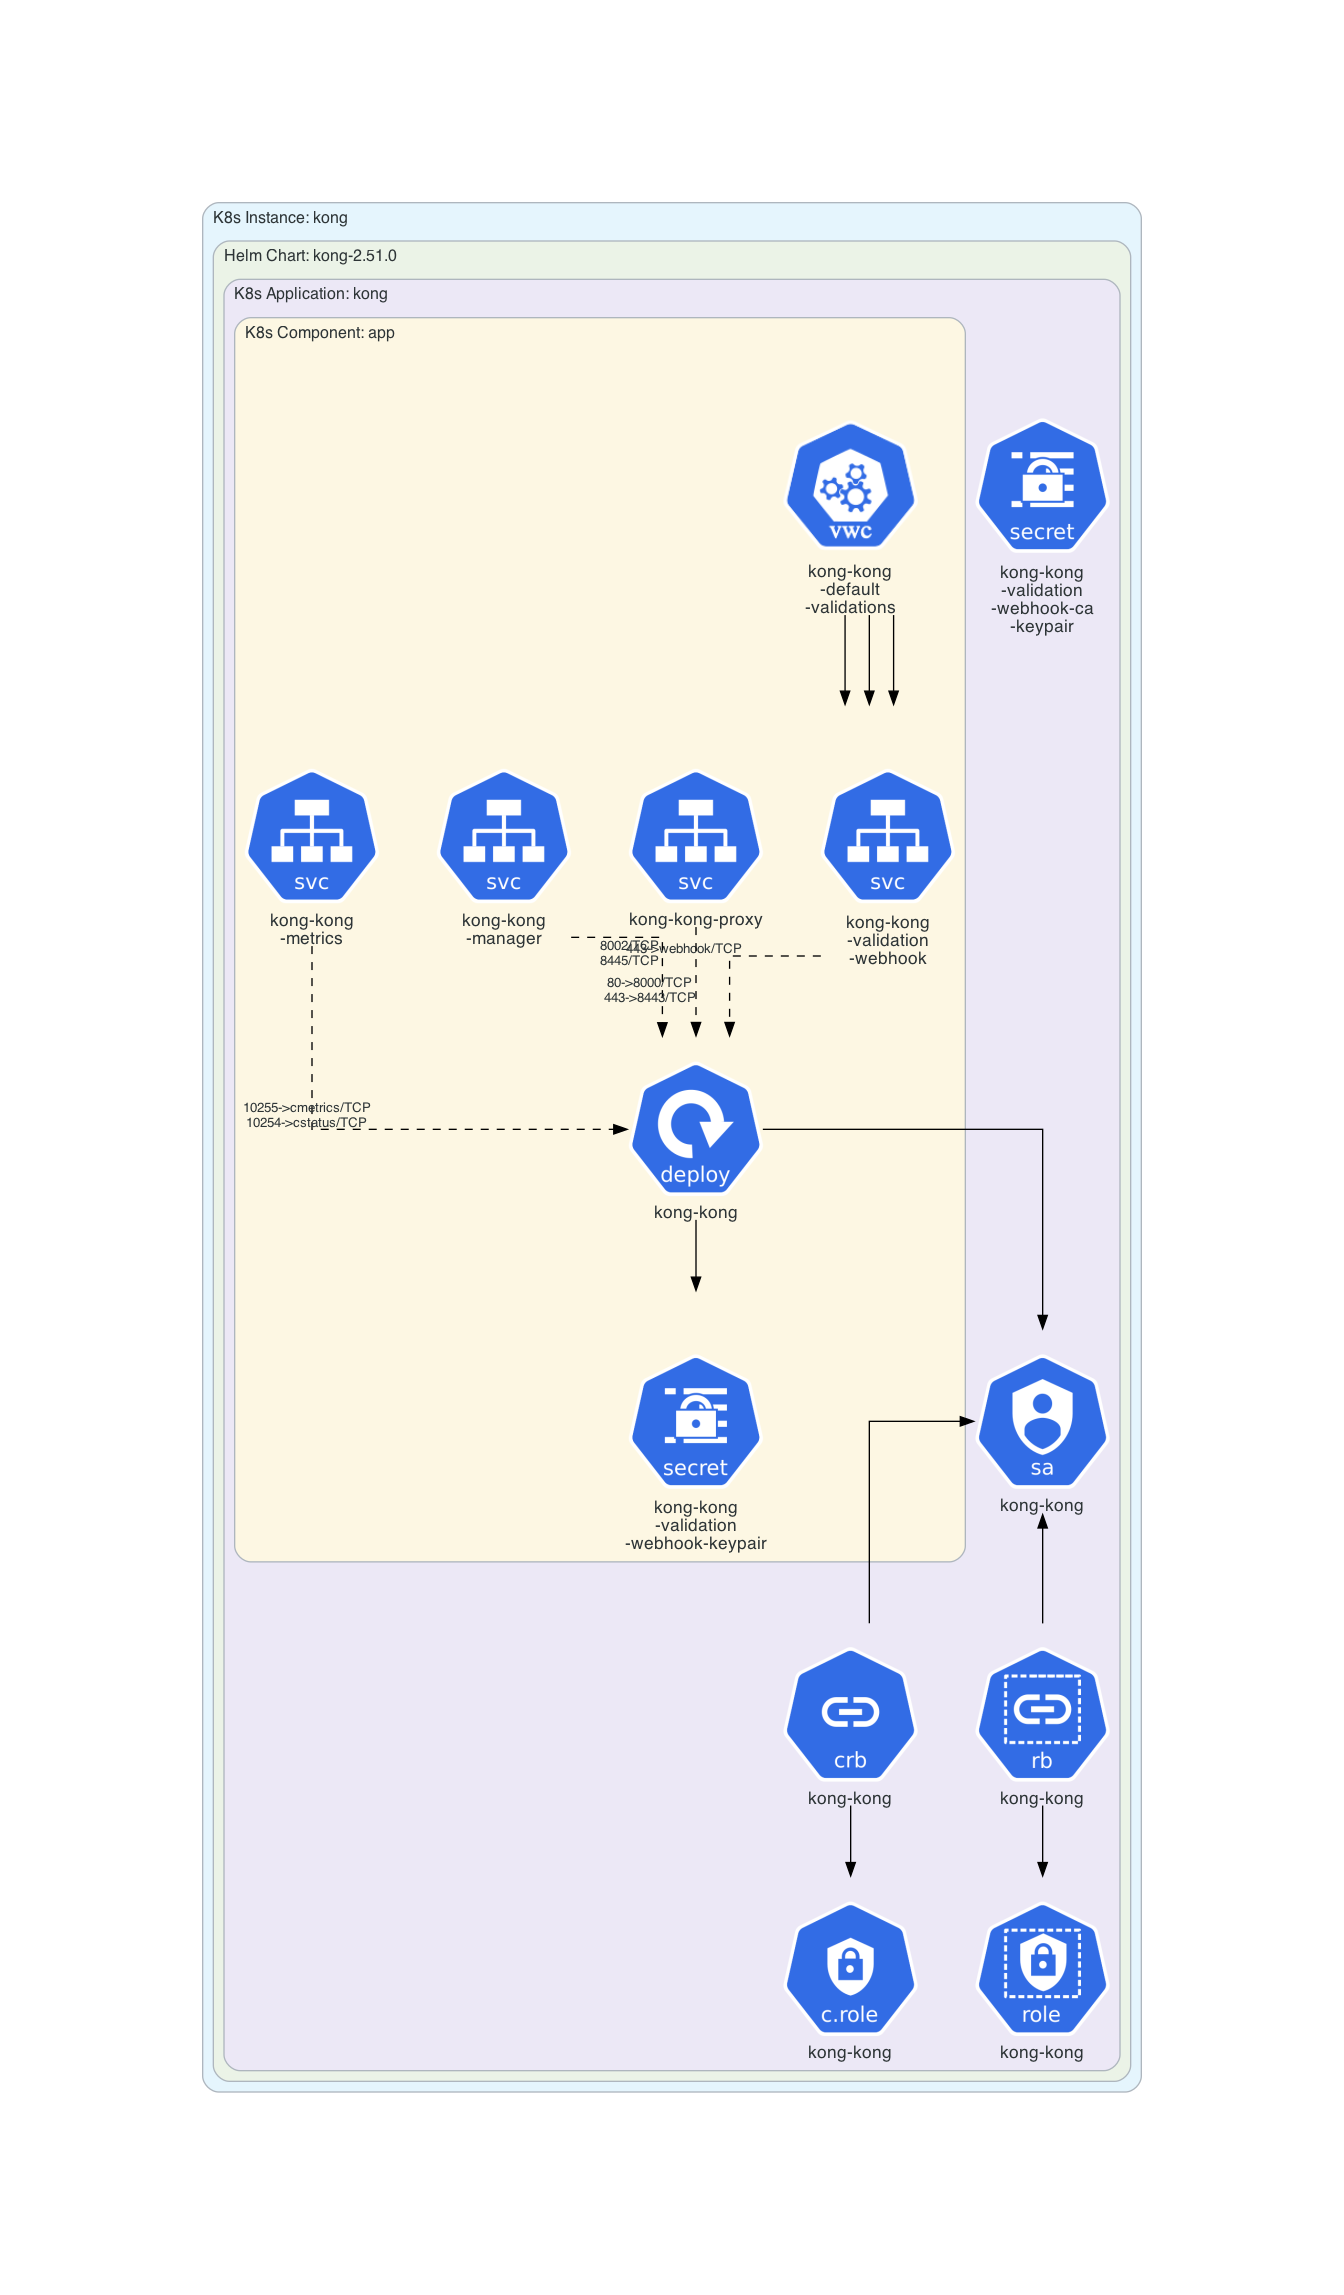 K8s Instance: kong
Helm Chart: kong-2.51.0
K8s Application: kong
K8s Component: app
vwc
kong-kong
-default
-validations
secret
kong-kong
-validation
-webhook-ca
-keypair
svc
kong-kong
-metrics
svc
kong-kong
-manager
svc
kong-kong-proxy
svc
kong-kong
-validation
-webhook
8002/TCP
8445/TCP
443->webhook/TCP
80->8000/TCP
443->8443/TCP
10255->cmetrics/TCP
10254->cstatus/TCP
deploy
kong-kong
secret
kong-kong
-validation
-webhook-keypair
sa
kong-kong
crb
kong-kong
rb
kong-kong
c.role
kong-kong
role
kong-kong